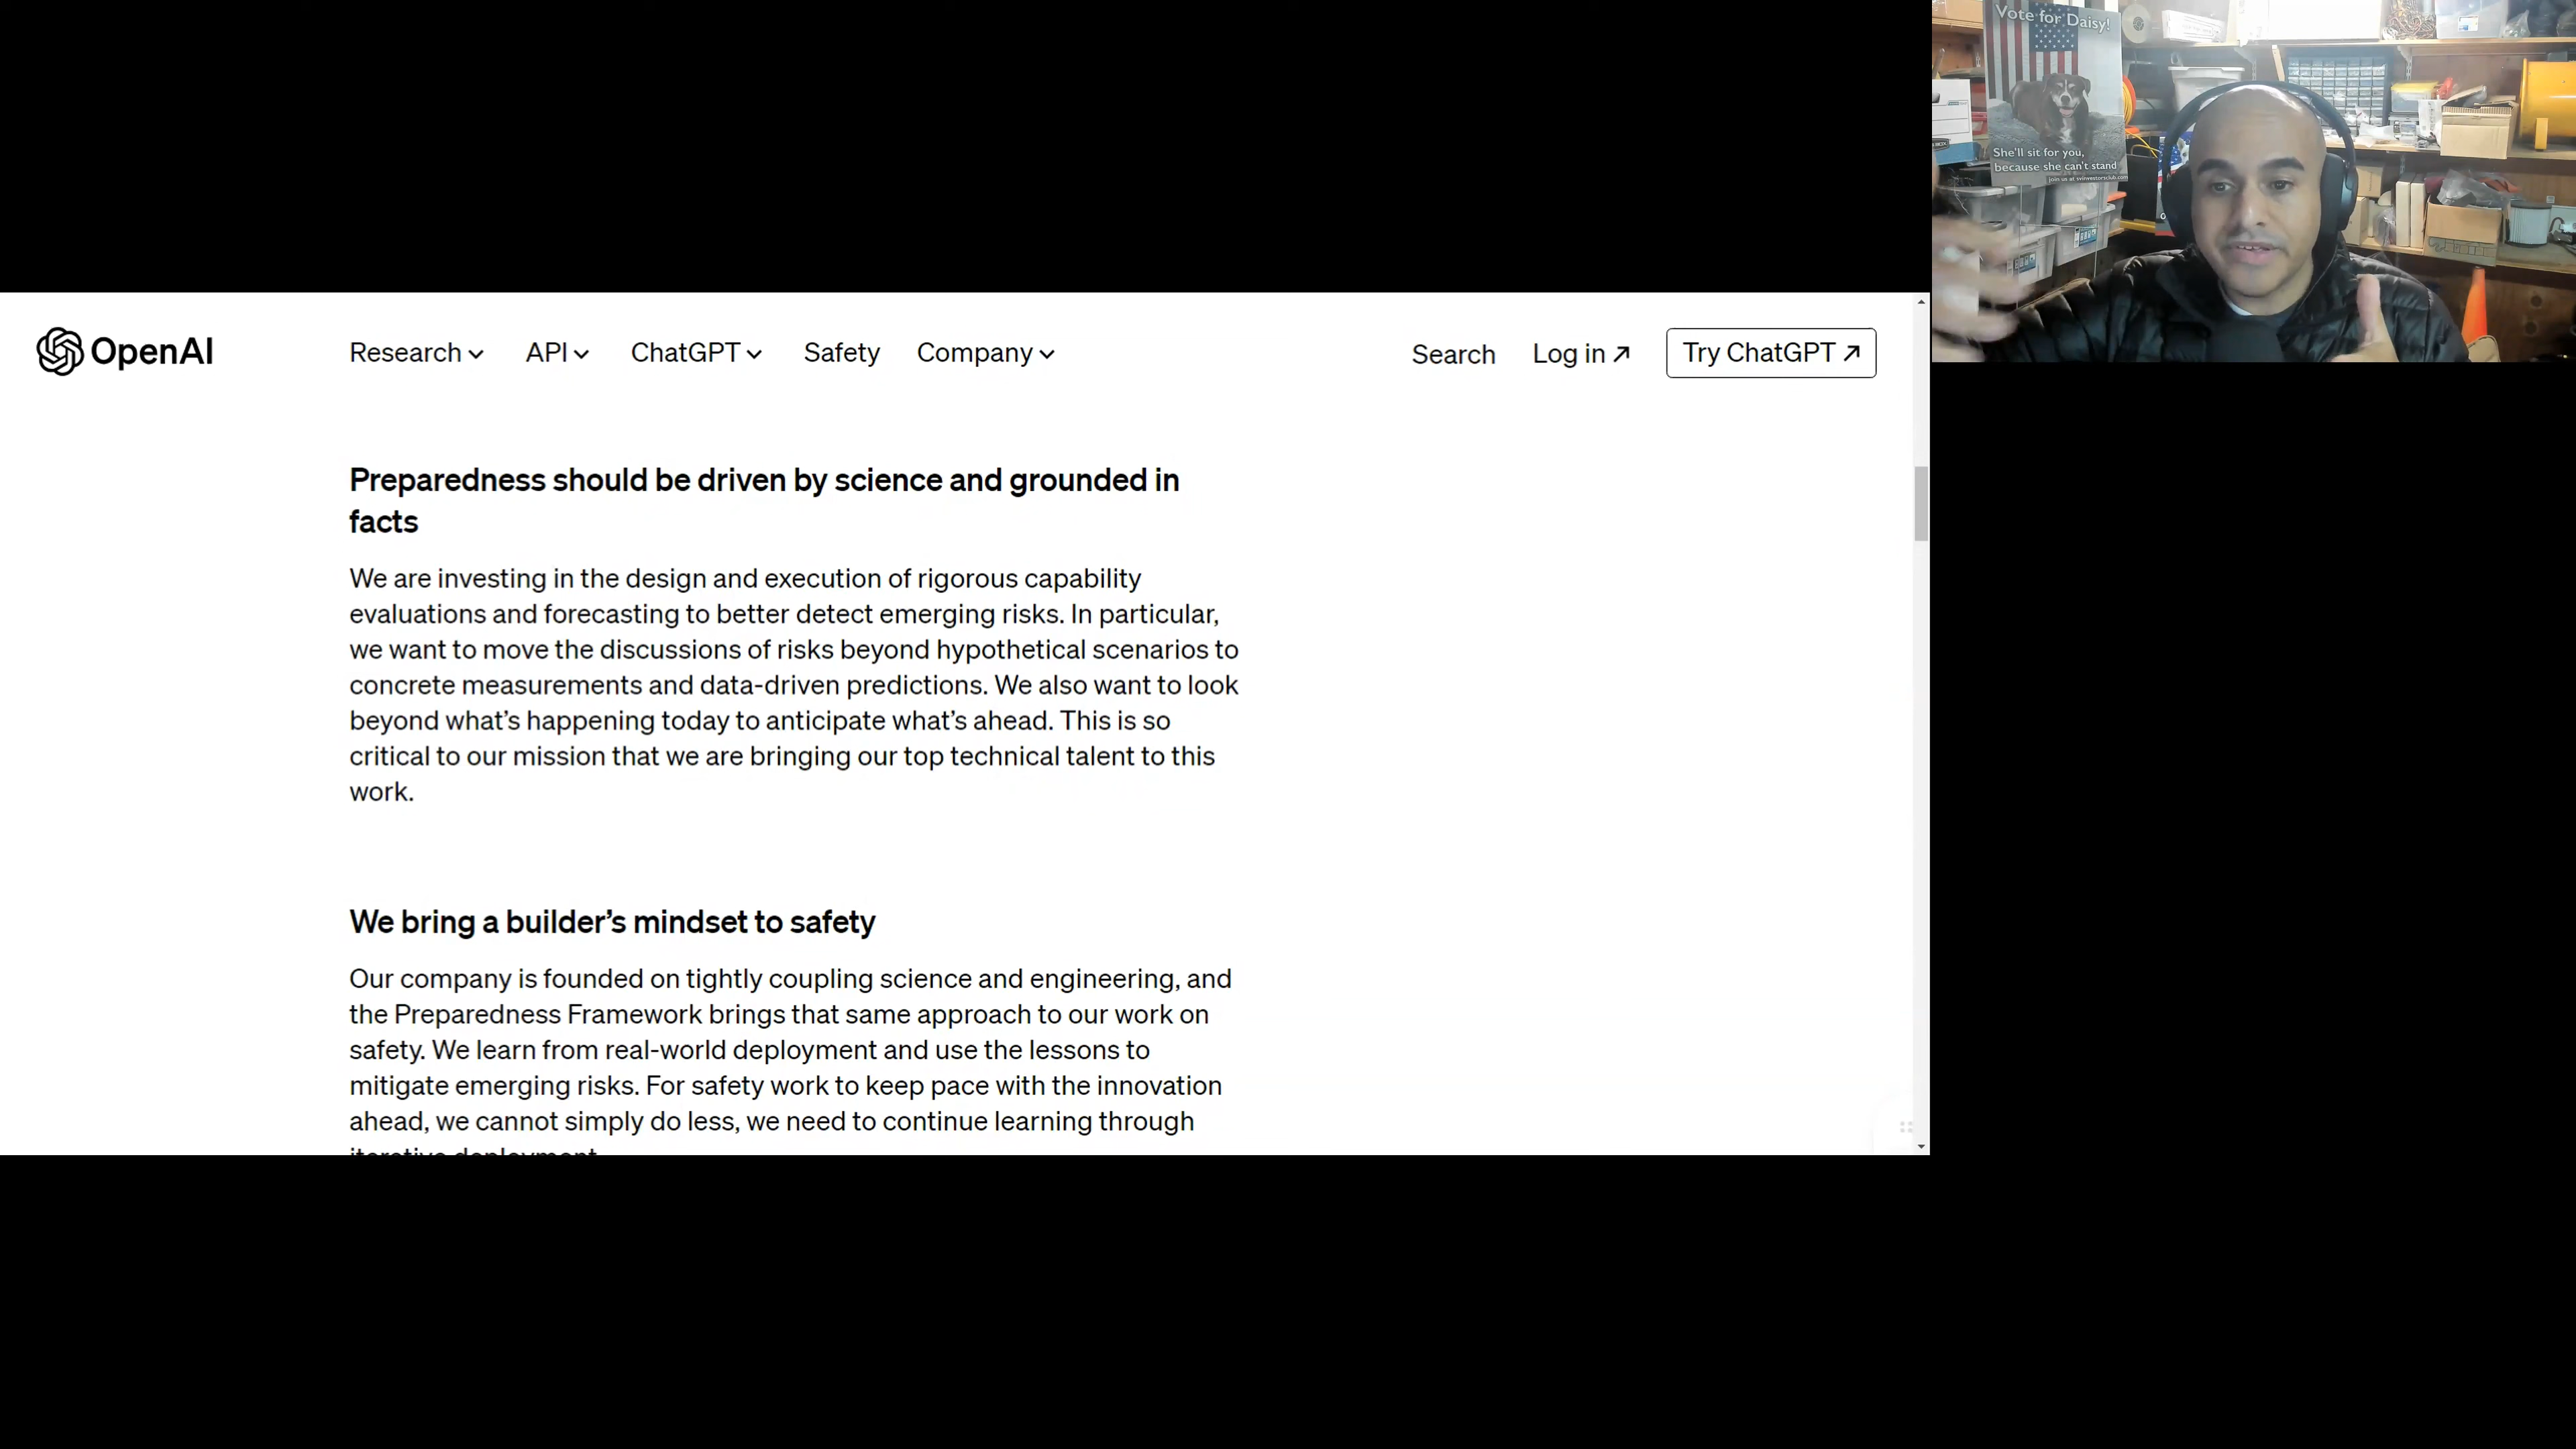 OpenAI
Research
API
ChatGPT
Safety
Company
Search
Log in
Try ChatGPT
Preparedness should be driven by science and grounded in
facts
We are investing in the design and execution of rigorous capability
evaluations and forecasting to better detect emerging risks. In particular,
we want to move the discussions of risks beyond hypothetical scenarios to
concrete measurements and data-driven predictions. We also want to look
beyond what’s happening today to anticipate what’s ahead. This is so
critical to our mission that we are bringing our top technical talent to this
work.
We bring a builder’s mindset to safety
Our company is founded on tightly coupling science and engineering, and
the Preparedness Framework brings that same approach to our work on
safety. We learn from real-world deployment and use the lessons to
mitigate emerging risks. For safety work to keep pace with the innovation
ahead, we cannot simply do less, we need to continue learning through
iterative deployment
Vote for Daisy!
She'll sit for you,
because she can't stand
join us at svinvestorsclub.com